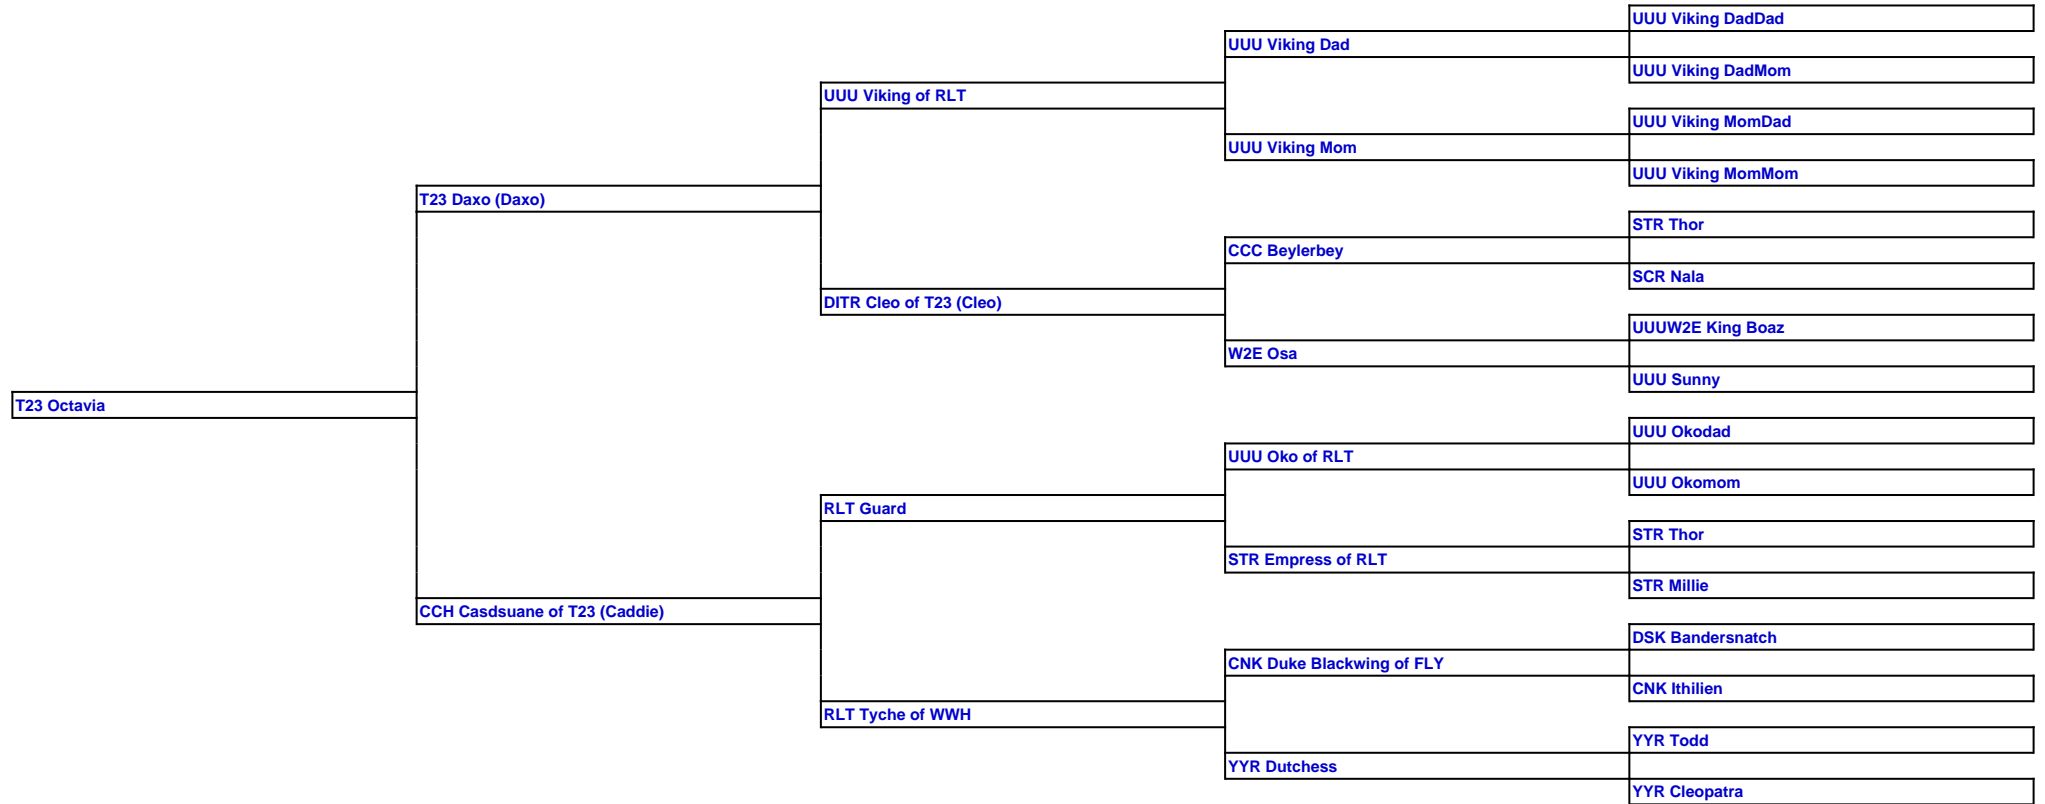 UUU Viking DadDad
UUU Viking Dad
UUU Viking DadMom
UUU Viking of RLT
UUU Viking MomDad
UUU Viking Mom
UUU Viking MomMom
T23 Daxo (Daxo)
STR Thor
CCC Beylerbey
SCR Nala
DITR Cleo of T23 (Cleo)
UUUW2E King Boaz
W2E Osa
UUU Sunny
T23 Octavia
UUU Okodad
UUU Oko of RLT
UUU Okomom
RLT Guard
STR Thor
STR Empress of RLT
STR Millie
CCH Casdsuane of T23 (Caddie)
DSK Bandersnatch
CNK Duke Blackwing of FLY
CNK Ithilien
RLT Tyche of WWH
YYR Todd
YYR Dutchess
YYR Cleopatra